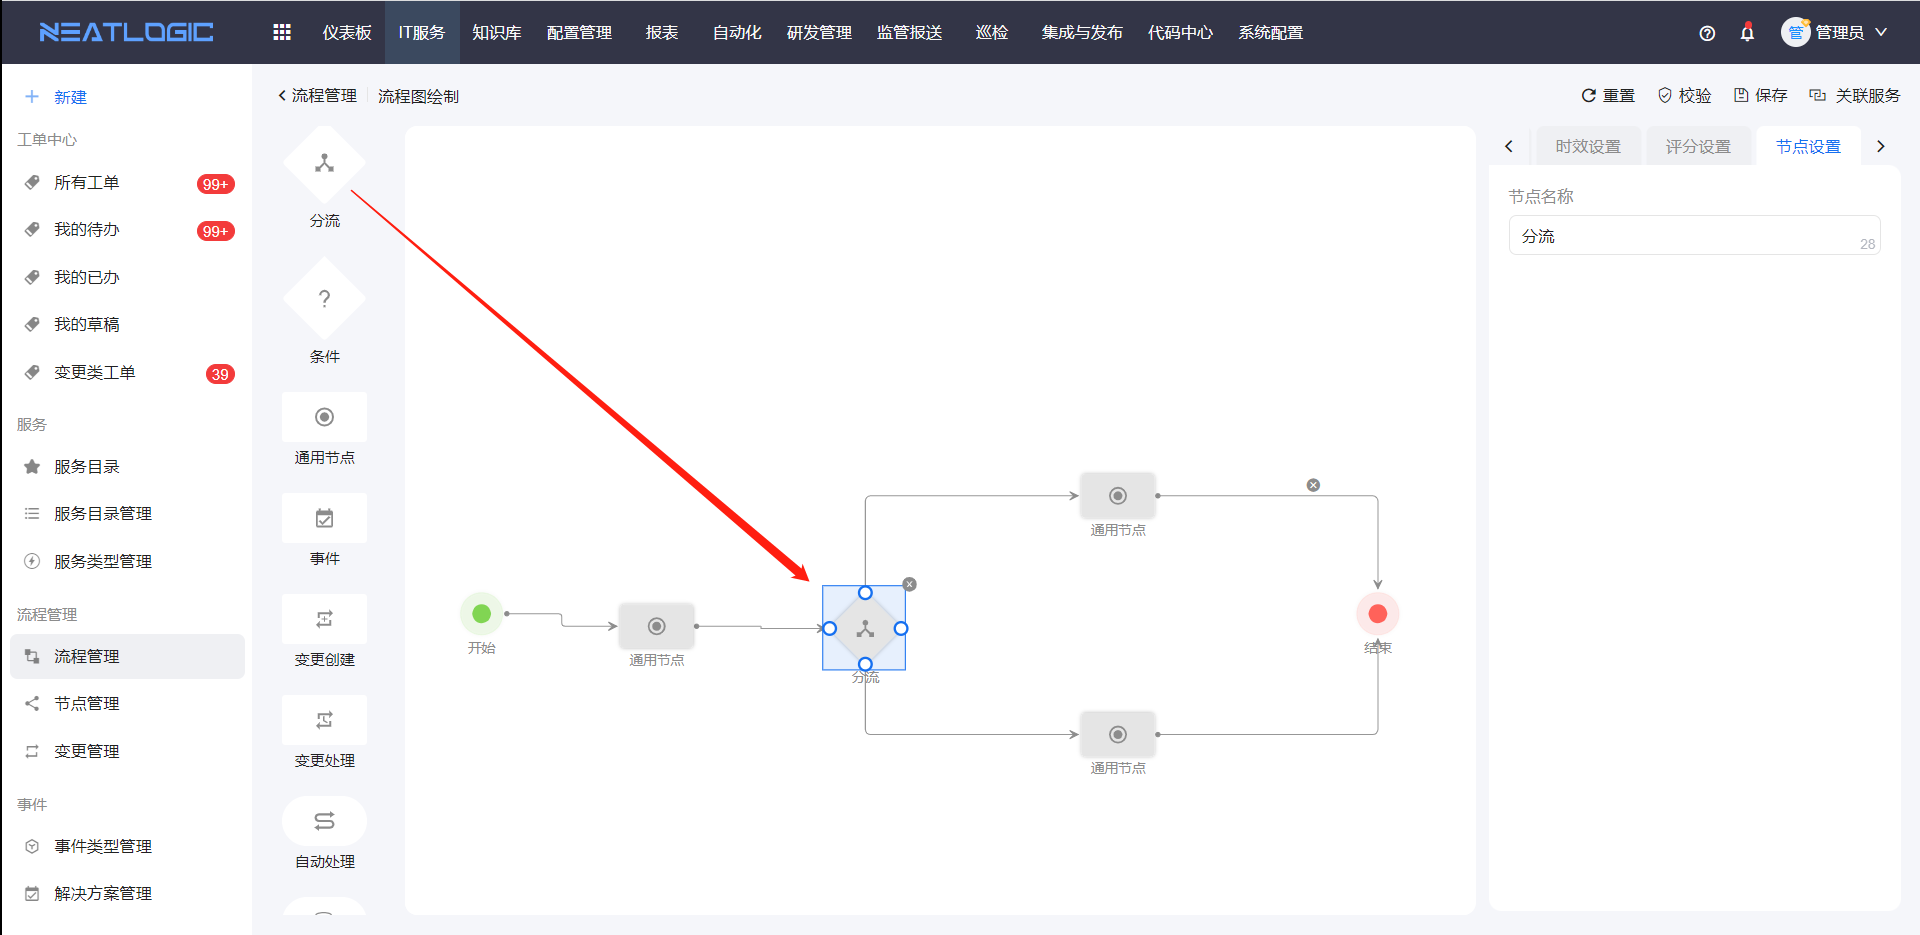 NEATLOGIC
仪表板
IT服务
知识库
配置管理
报表
自动化
研发管理
监管报送
巡检
集成与发布
代码中心
系统配置
管
管理员
新建
工单中心
所有工单
99+
我的待办
99+
我的已办
我的草稿
变更类工单
39
服务
服务目录
服务目录管理
服务类型管理
流程管理
流程管理
节点管理
变更管理
事件
事件类型管理
解决方案管理
流程管理
流程图绘制
重置
校验
保存
关联服务
分流
条件
通用节点
事件
变更创建
变更处理
自动处理
开始
通用节点
分流
通用节点
通用节点
结束
时效设置
评分设置
节点设置
节点名称
分流
28